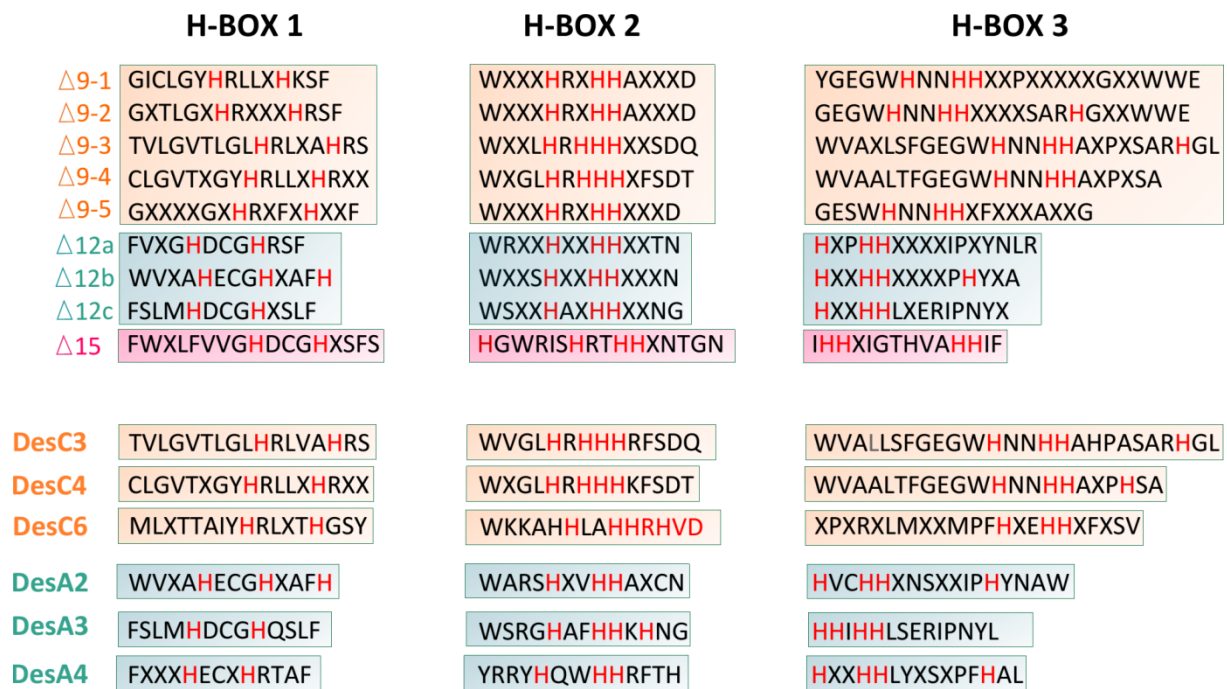 H-BOX 1 H-BOX 2 H-BOX 3
△9-1 GICLGYHRLLXHKSF WXXXHRXHHAXXXD YGEGWHNNHHXXPXXXXXGXXWWE
△9-2 GXTLGXHRXXXHRSF WXXXHRXHHAXXXD GEGWHNNHHXXXXSARHGXXWWE
△9-3 TVLGVTLGLHRLXAHRS WXXLHRHHHXXSDQ WVAXLSFGEGWHNNHHAXPXSARHGL
△9-4 CLGVTXGYHRLLXHRXX WXGLHRHHHXFSDT WVAALTFGEGWHNNHHAXPXSA
△9-5 GXXXXGXHRXFXHXXF WXXXHRXHHXXXD GESWHNNHHXFXXXAXXG
△12a FVXGHDCGHRSF WRXXHXXHHXXTN HXPHHXXXXIPXYNLR
△12b WVXAHECGHXAFH WXXSHXXHHXXXN HXXHHXXXXPHYXA
△12c FSLMHDCGHXSLF WSXXHAXHHXXNG HXXHHLXERIPNYX
△15 FWXLFVVGHDCGHXSFS HGWRISHRTHHXNTGN IHHXIGTHVAHHIF
DesC3 TVLGVTLGLHRLVAHRS WVGLHRHHHRFSDQ WVALLSFGEGWHNNHHAHPASARHGL
DesC4 CLGVTXGYHRLLXHRXX WXGLHRHHHKFSDT WVAALTFGEGWHNNHHAXPHSA
DesC6 MLXTTAIYHRLXTHGSY WKKAHHLAHHRHVD XPXRXLMXXMPFHXEHHXFXSV
DesA2 WVXAHECGHXAFH WARSHXVHHAXCN HVCHHXNSXXIPHYNAW
DesA3 FSLMHDCGHQSLF WSRGHAFHHKHNG HHIHHLSERIPNYL
DesA4 FXXXHECXHRTAF YRRYHQWHHRFTH HXXHHLYXSXPFHAL